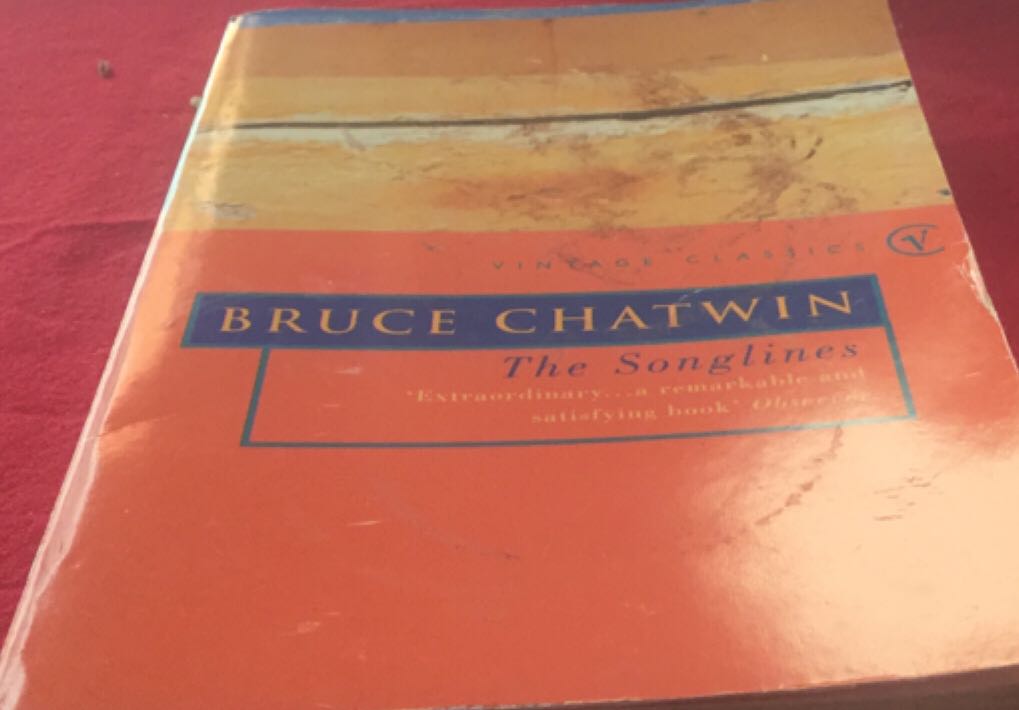 VINTAGE CLASSICS V
BRUCE CHATWIN
The Songlines
'Extraordinary...a remarkable and
satisfying book' Observer